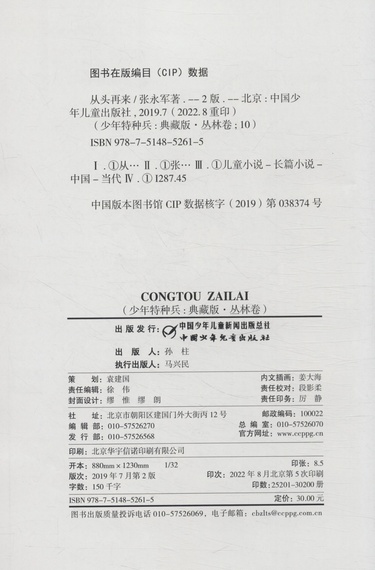 图书在版编目（CIP）数据
从头再来/张永军著.--2版.--北京：中国少
年儿童出版社，2019.7（2022.8重印）
（少年特种兵：典藏版·丛林卷；10）
ISBN 978-7-5148-5261-5
Ⅰ.①从… Ⅱ.①张… Ⅲ.①儿童小说-长篇小说-
中国-当代 Ⅳ.①I287.45
中国版本图书馆CIP数据核字（2019）第038374号
CONGTOU ZAILAI
（少年特种兵：典藏版·丛林卷）
出版发行：中国少年儿童新闻出版总社
中国少年儿童出版社
出版人：孙 柱
执行出版人：马兴民
策 划：袁建国 内文插画：姜大海
责任编辑：徐 伟 责任校对：段影柔
封面设计：缪惟 缪朗 责任印务：厉 静
社 址：北京市朝阳区建国门外大街丙12号 邮政编码：100022
编辑部：010-57526270 总编室：010-57526070
发行部：010-57526568 官方网址：www.ccppg.cn
印刷：北京华宇信诺印刷有限公司
开本：880mm×1230mm 1/32 印张：8.5
版次：2019年7月第2版 印次：2022年8月北京第5次印刷
字数：150千字 印数：25201-30200册
ISBN 978-7-5148-5261-5 定价：30.00元
图书出版质量投诉电话010-57526069，电子邮箱：cbzlts@ccppg.com.cn